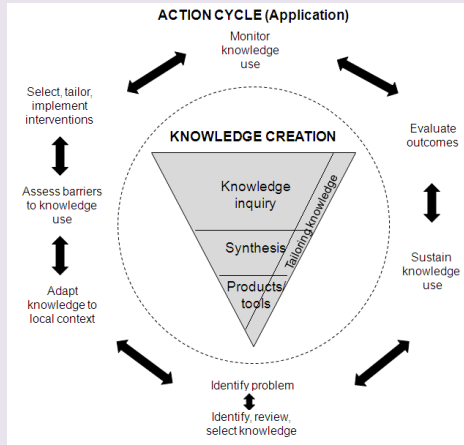 ACTION CYCLE (Application)
Monitor
knowledge
use
Select, tailor,
implement
interventions
Evaluate
outcomes
KNOWLEDGE CREATION
Knowledge
inquiry
Tailoring knowledge
Assess barriers
to knowledge
use
Synthesis
Sustain
knowledge
use
Products/
tools
Adapt
knowledge to
local context
Identify problem
Identify, review,
select knowledge